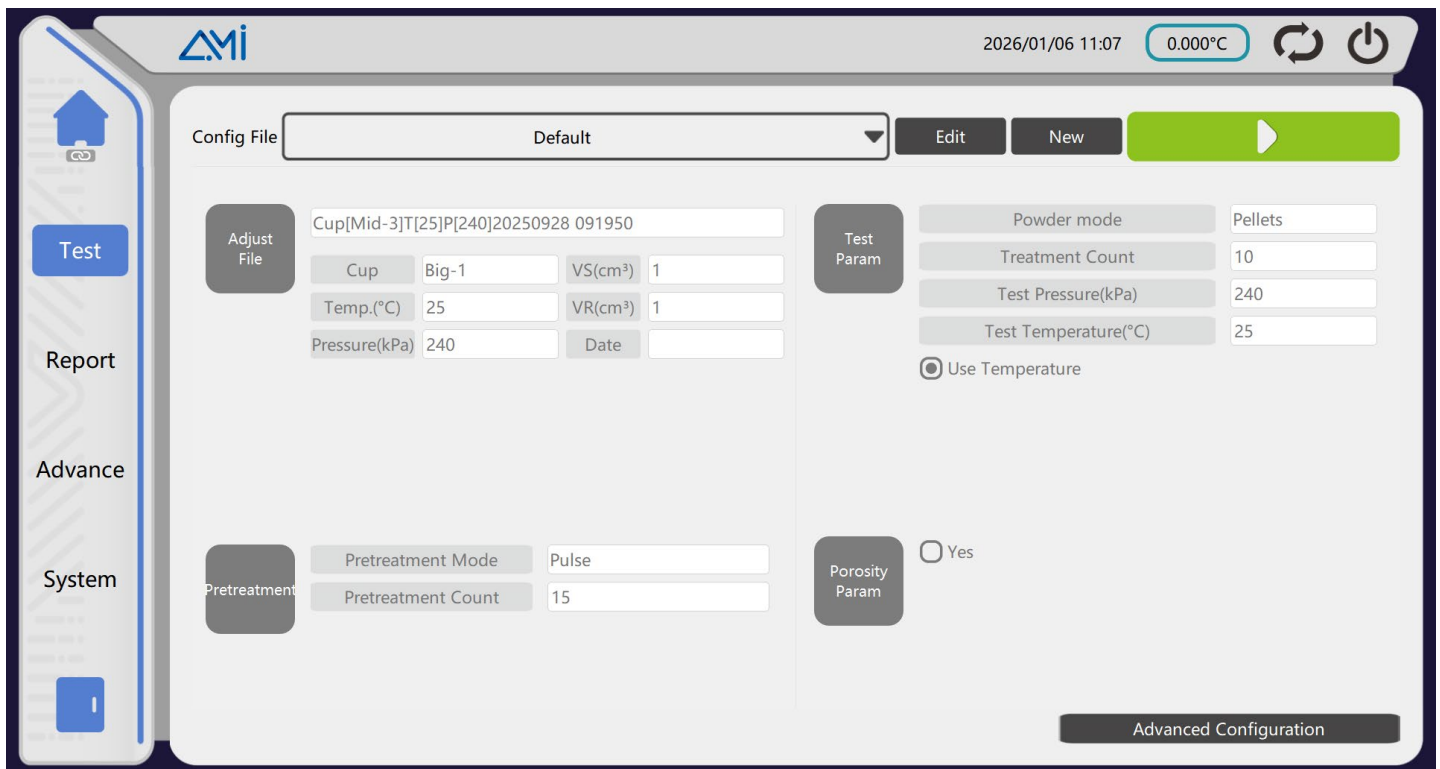 AMi
2026/01/06 11:07
0.000°C
Config File
Default
Edit
New
Test
Report
Advance
System
Adjust
File
Cup[Mid-3]T[25]P[240]20250928 091950
Cup Big-1 VS(cm³) 1
Temp.(°C) 25 VR(cm³) 1
Pressure(kPa) 240 Date
Test
Param
Powder mode Pellets
Treatment Count 10
Test Pressure(kPa) 240
Test Temperature(°C) 25
Use Temperature
Pretreatment
Pretreatment Mode Pulse
Pretreatment Count 15
Porosity
Param
Yes
Advanced Configuration